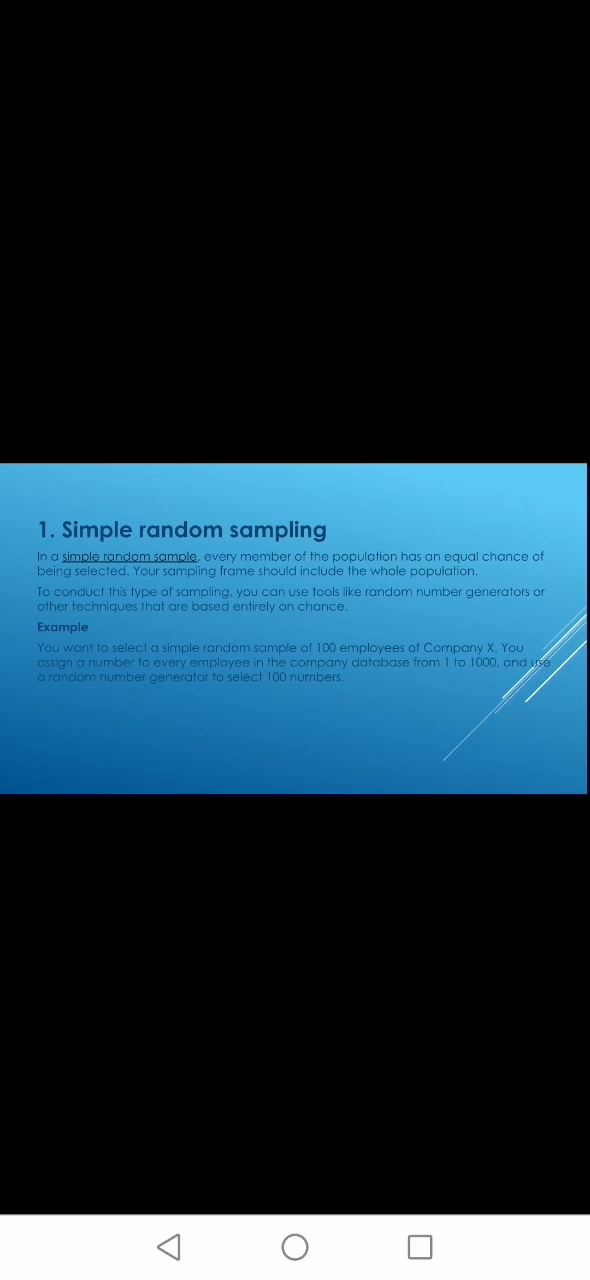 1. Simple random sampling
In a simple random sample, every member of the population has an equal chance of
being selected. Your sampling frame should include the whole population.
To conduct this type of sampling, you can use tools like random number generators or
other techniques that are based entirely on chance.
Example
You want to select a simple random sample of 100 employees of Company X. You
assign a number to every employee in the company database from 1 to 1000, and use
a random number generator to select 100 numbers.